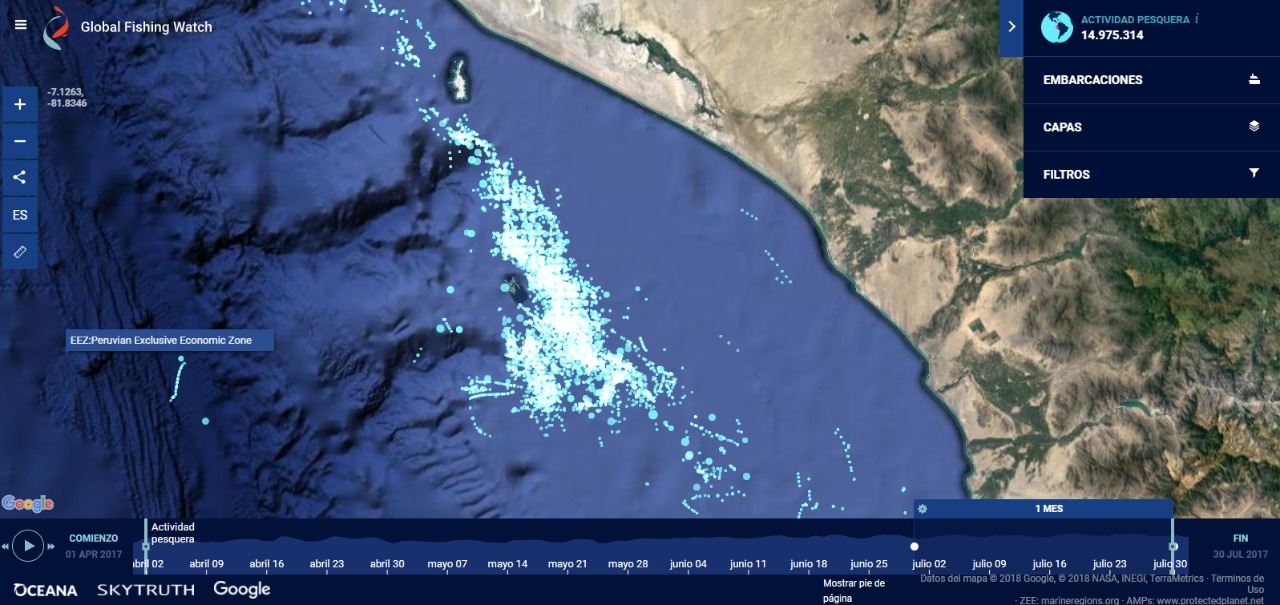 Global Fishing Watch
ACTIVIDAD PESQUERA i
14.975.314
-7.1263,
-81.8346
+
−
EMBARCACIONES
CAPAS
FILTROS
ES
EEZ:Peruvian Exclusive Economic Zone
Google
1 MES
COMIENZO
01 APR 2017
Actividad
pesquera
FIN
30 JUL 2017
abril 02 abril 09 abril 16 abril 23 abril 30 mayo 07 mayo 14 mayo 21 mayo 28 junio 04 junio 11 junio 18 junio 25 julio 02 julio 09 julio 16 julio 23 julio 30
OCEANA SKYTRUTH Google
Mostrar pie de
página
Datos del mapa © 2018 Google, © 2018 NASA, INEGI, TerraMetrics · Términos de
Uso
· ZEE: marineregions.org · AMPs: www.protectedplanet.net